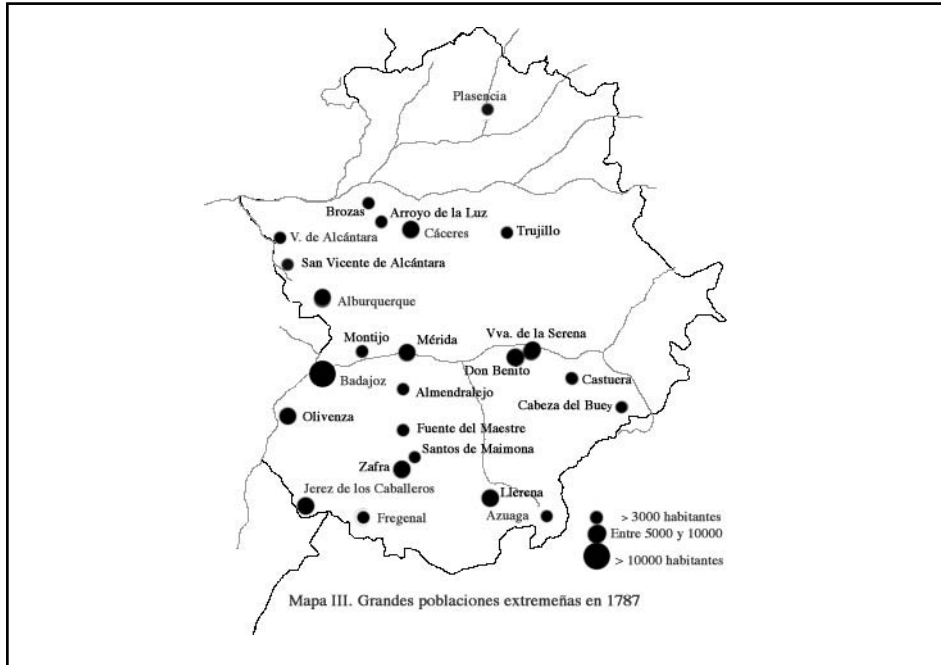 Plasencia
Brozas
Arroyo de la Luz
Cáceres
Trujillo
V. de Alcántara
San Vicente de Alcántara
Alburquerque
Montijo
Mérida
Vva. de la Serena
Don Benito
Badajoz
Castuera
Almendralejo
Cabeza del Buey
Olivenza
Fuente del Maestre
Santos de Maimona
Zafra
Jerez de los Caballeros
Llerena
Fregenal
Azuaga
> 3000 habitantes
Entre 5000 y 10000
> 10000 habitantes
Mapa III. Grandes poblaciones extremeñas en 1787